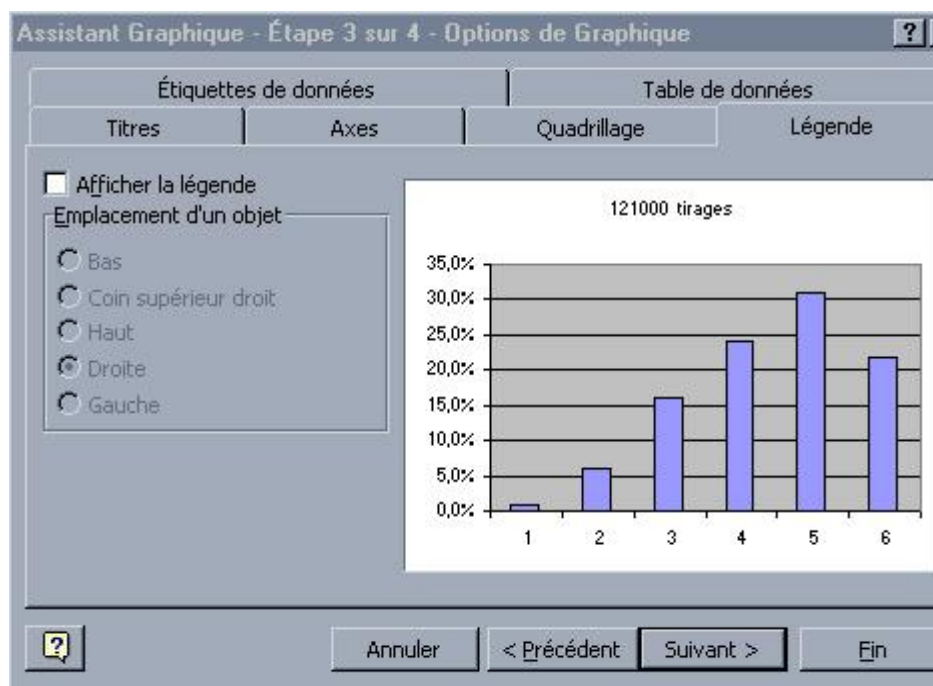 Assistant Graphique - Étape 3 sur 4 - Options de Graphique
?
Étiquettes de données
Table de données
Titres
Axes
Quadrillage
Légende
Afficher la légende
Emplacement d'un objet
Bas
Coin supérieur droit
Haut
Droite
Gauche
121000 tirages
35,0%
30,0%
25,0%
20,0%
15,0%
10,0%
5,0%
0,0%
1 2 3 4 5 6
?
Annuler
< Précédent
Suivant >
Fin